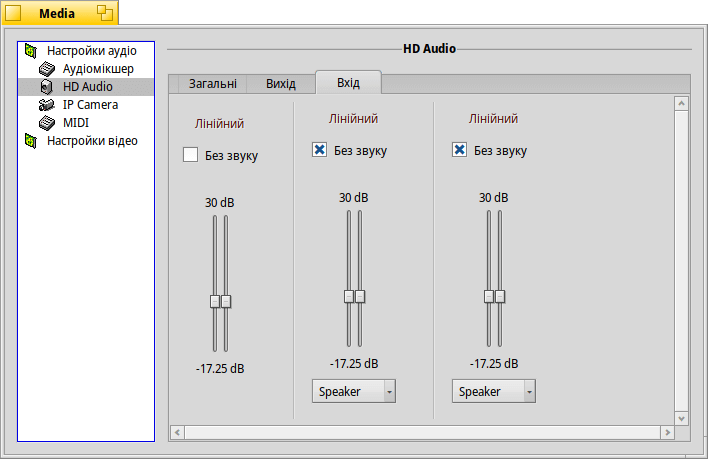 Media
Настройки аудіо
Аудіомікшер
HD Audio
IP Camera
MIDI
Настройки відео
HD Audio
Загальні Вихід Вхід
Лінійний Лінійний Лінійний
Без звуку Без звуку Без звуку
30 dB 30 dB 30 dB
-17.25 dB -17.25 dB -17.25 dB
Speaker Speaker